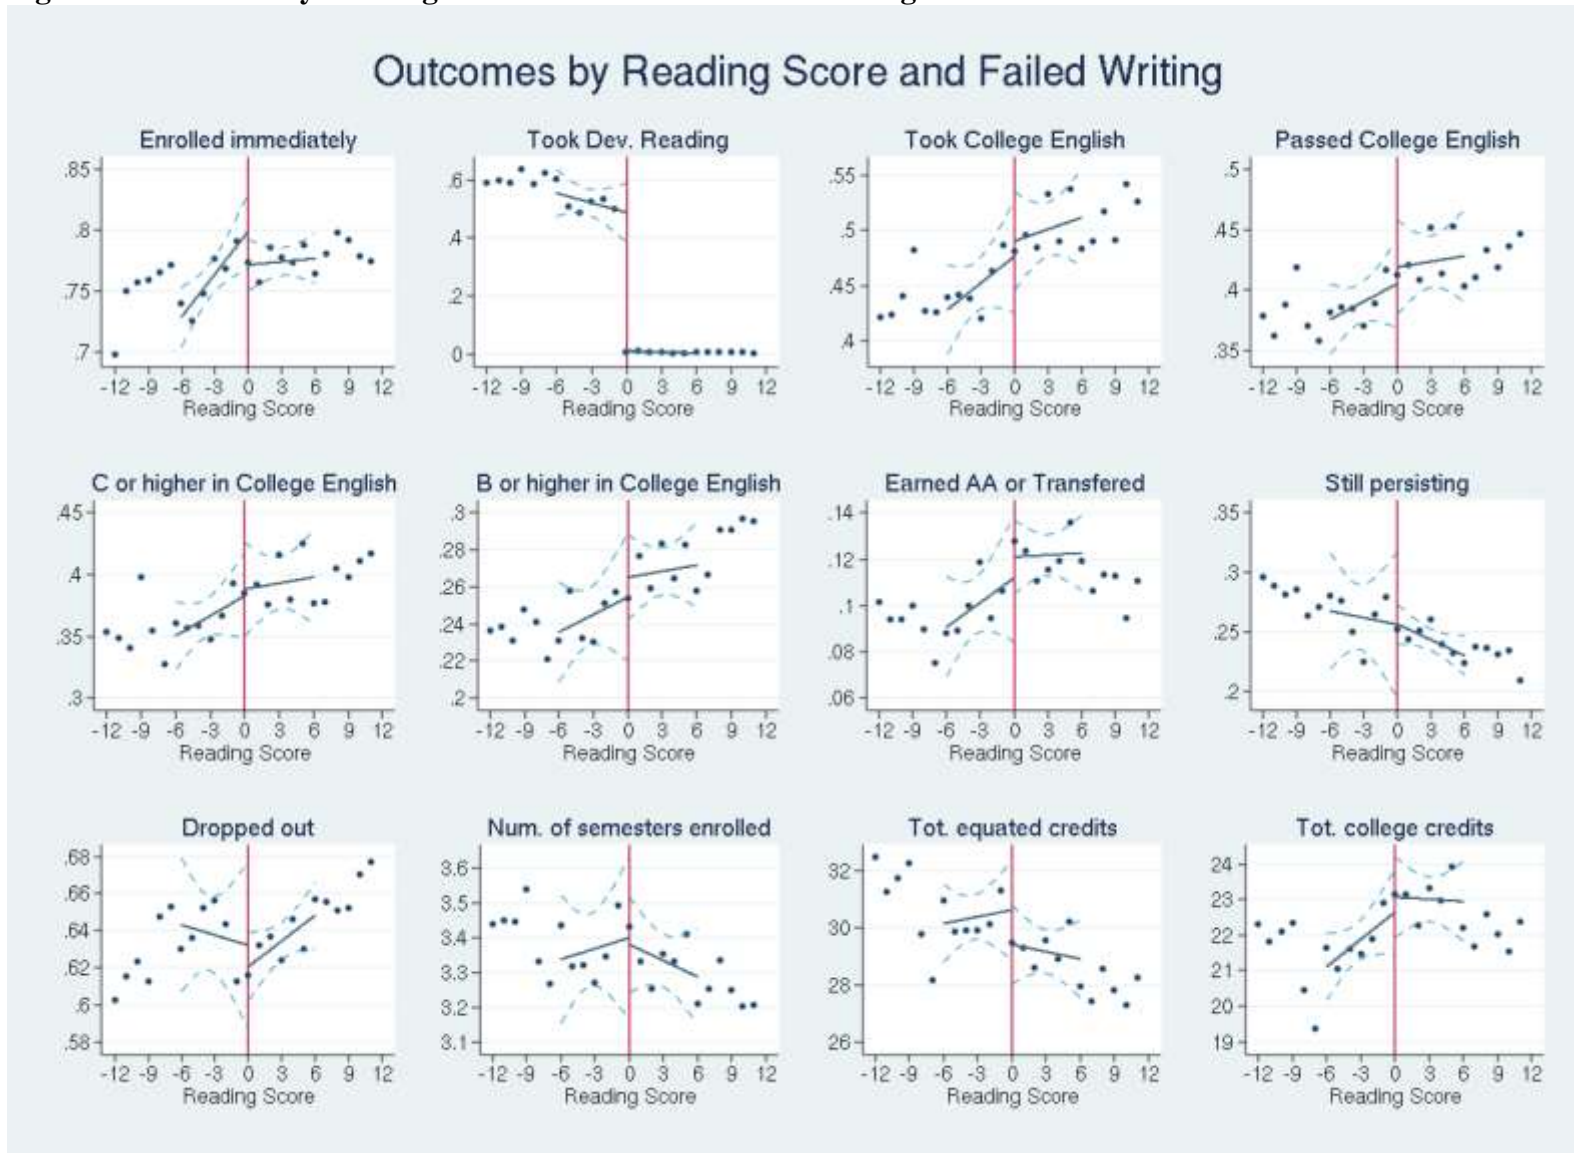 Outcomes by Reading Score and Failed Writing
Enrolled immediately
.85
.8
.75
.7
-12 -9 -6 -3 0 3 6 9 12
Reading Score
Took Dev. Reading
.6
.4
.2
0
-12 -9 -6 -3 0 3 6 9 12
Reading Score
Took College English
.55
.5
.45
.4
-12 -9 -6 -3 0 3 6 9 12
Reading Score
Passed College English
.5
.45
.4
.35
-12 -9 -6 -3 0 3 6 9 12
Reading Score
C or higher in College English
.45
.4
.35
.3
-12 -9 -6 -3 0 3 6 9 12
Reading Score
B or higher in College English
.3
.28
.26
.24
.22
.2
-12 -9 -6 -3 0 3 6 9 12
Reading Score
Earned AA or Transfered
.14
.12
.1
.08
.06
-12 -9 -6 -3 0 3 6 9 12
Reading Score
Still persisting
.35
.3
.25
.2
-12 -9 -6 -3 0 3 6 9 12
Reading Score
Dropped out
.68
.66
.64
.62
.6
.58
-12 -9 -6 -3 0 3 6 9 12
Reading Score
Num. of semesters enrolled
3.6
3.5
3.4
3.3
3.2
3.1
-12 -9 -6 -3 0 3 6 9 12
Reading Score
Tot. equated credits
32
30
28
26
-12 -9 -6 -3 0 3 6 9 12
Reading Score
Tot. college credits
24
23
22
21
20
19
-12 -9 -6 -3 0 3 6 9 12
Reading Score